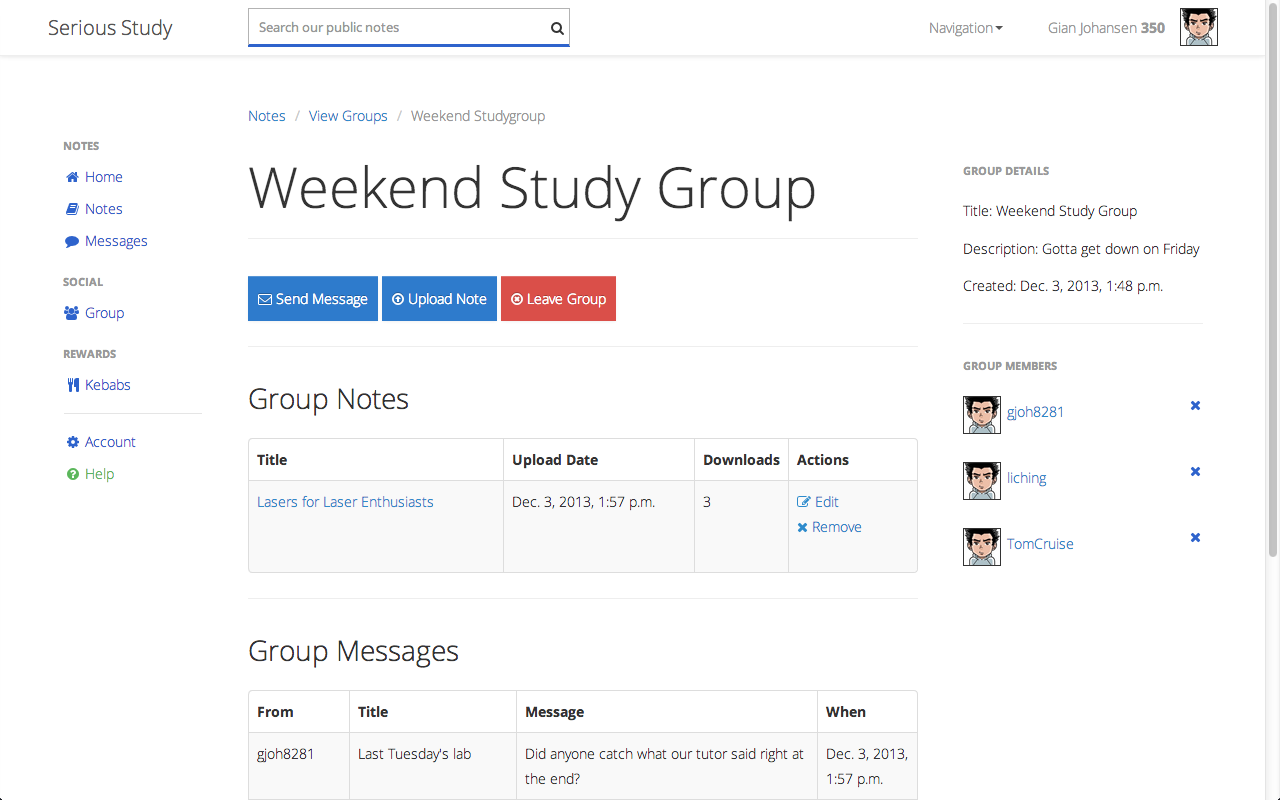 Serious Study
Search our public notes
Navigation
Gian Johansen 350
Notes / View Groups / Weekend Studygroup
NOTES
Home
Notes
Messages
SOCIAL
Group
REWARDS
Kebabs
Account
Help
Weekend Study Group
Send Message
Upload Note
Leave Group
Group Notes
Title Upload Date Downloads Actions
Lasers for Laser Enthusiasts Dec. 3, 2013, 1:57 p.m. 3 Edit
Remove
Group Messages
From Title Message When
gjoh8281 Last Tuesday's lab Did anyone catch what our tutor said right at Dec. 3, 2013,
the end? 1:57 p.m.
GROUP DETAILS
Title: Weekend Study Group
Description: Gotta get down on Friday
Created: Dec. 3, 2013, 1:48 p.m.
GROUP MEMBERS
gjoh8281
liching
TomCruise